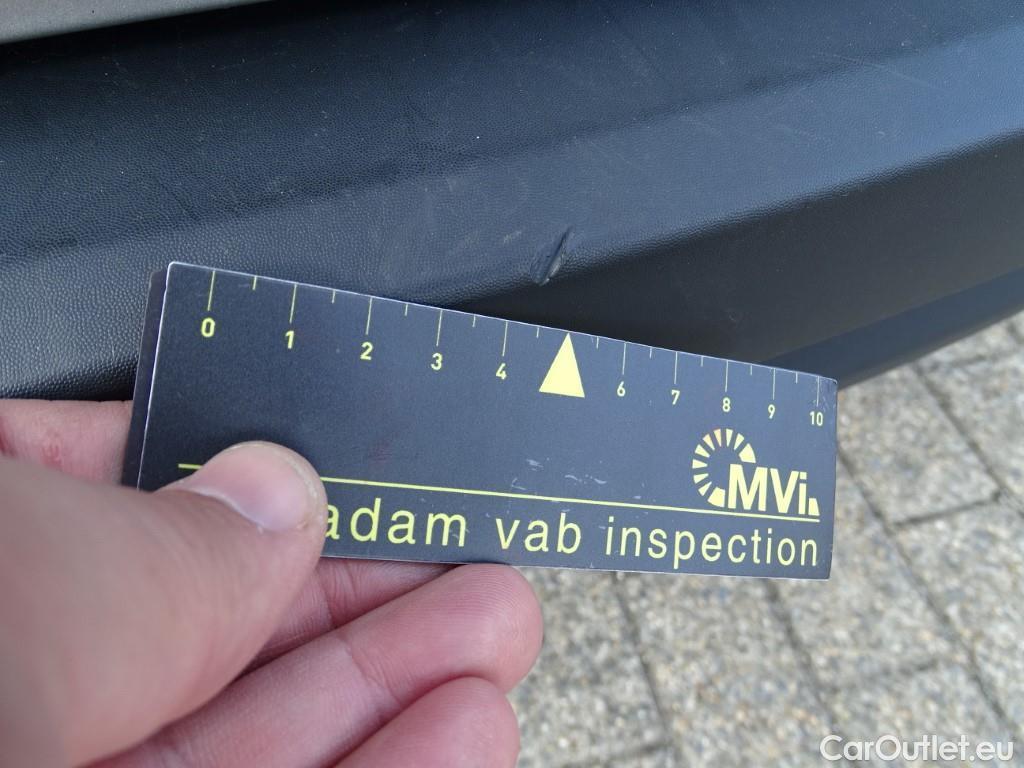 0 1 2 3 4 6 7 8 9 10
MVi
adam vab inspection
CarOutlet.eu